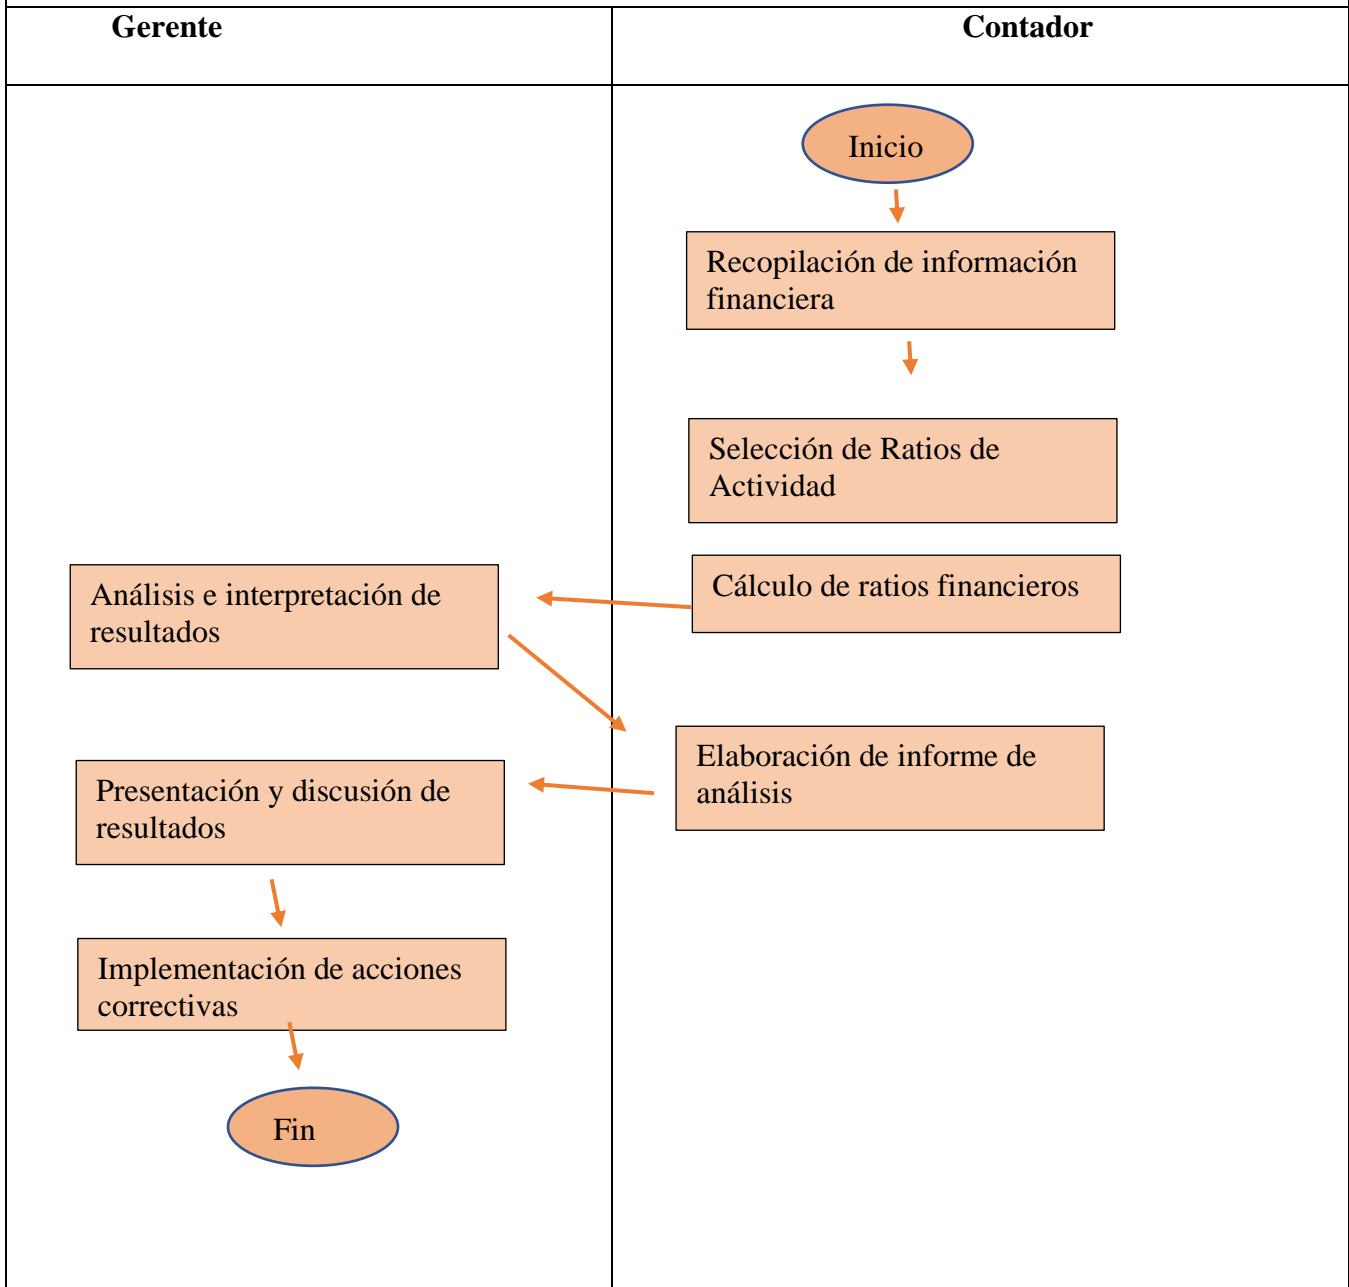 Gerente
Contador
Inicio
Recopilación de información
financiera
Selección de Ratios de
Actividad
Cálculo de ratios financieros
Análisis e interpretación de
resultados
Elaboración de informe de
análisis
Presentación y discusión de
resultados
Implementación de acciones
correctivas
Fin